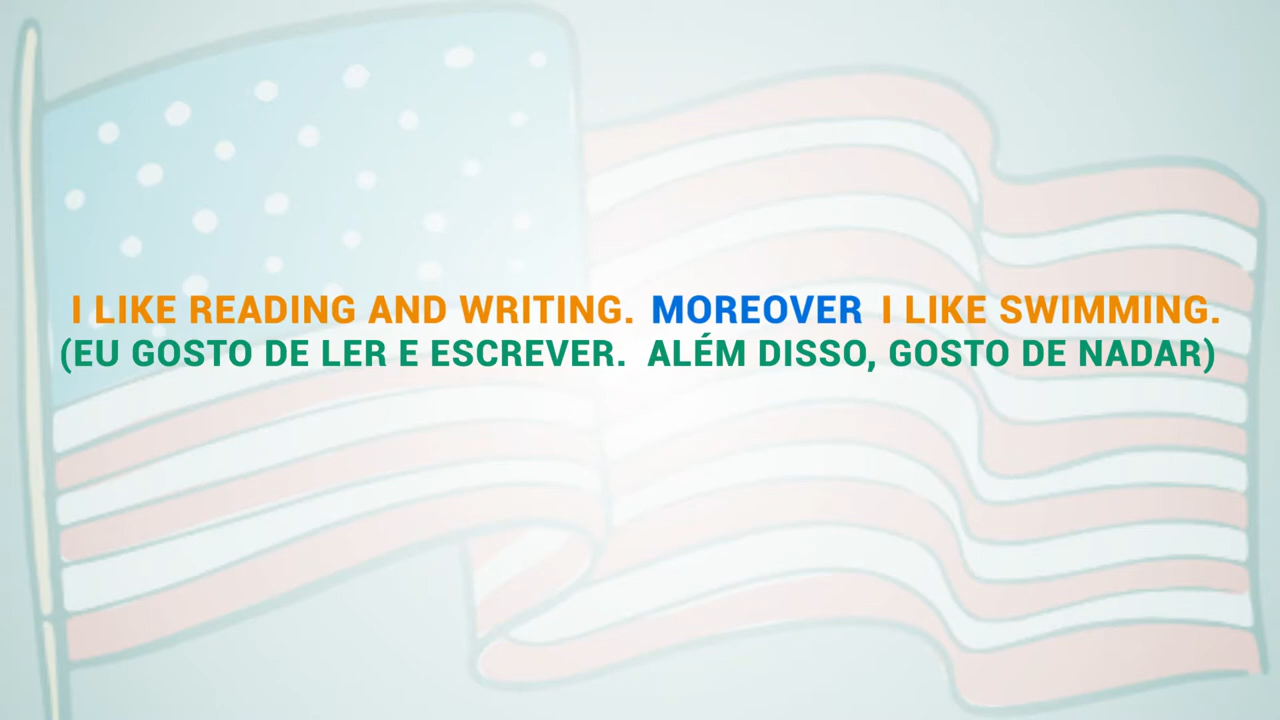 I LIKE READING AND WRITING. MOREOVER I LIKE SWIMMING.
(EU GOSTO DE LER E ESCREVER. ALÉM DISSO, GOSTO DE NADAR)